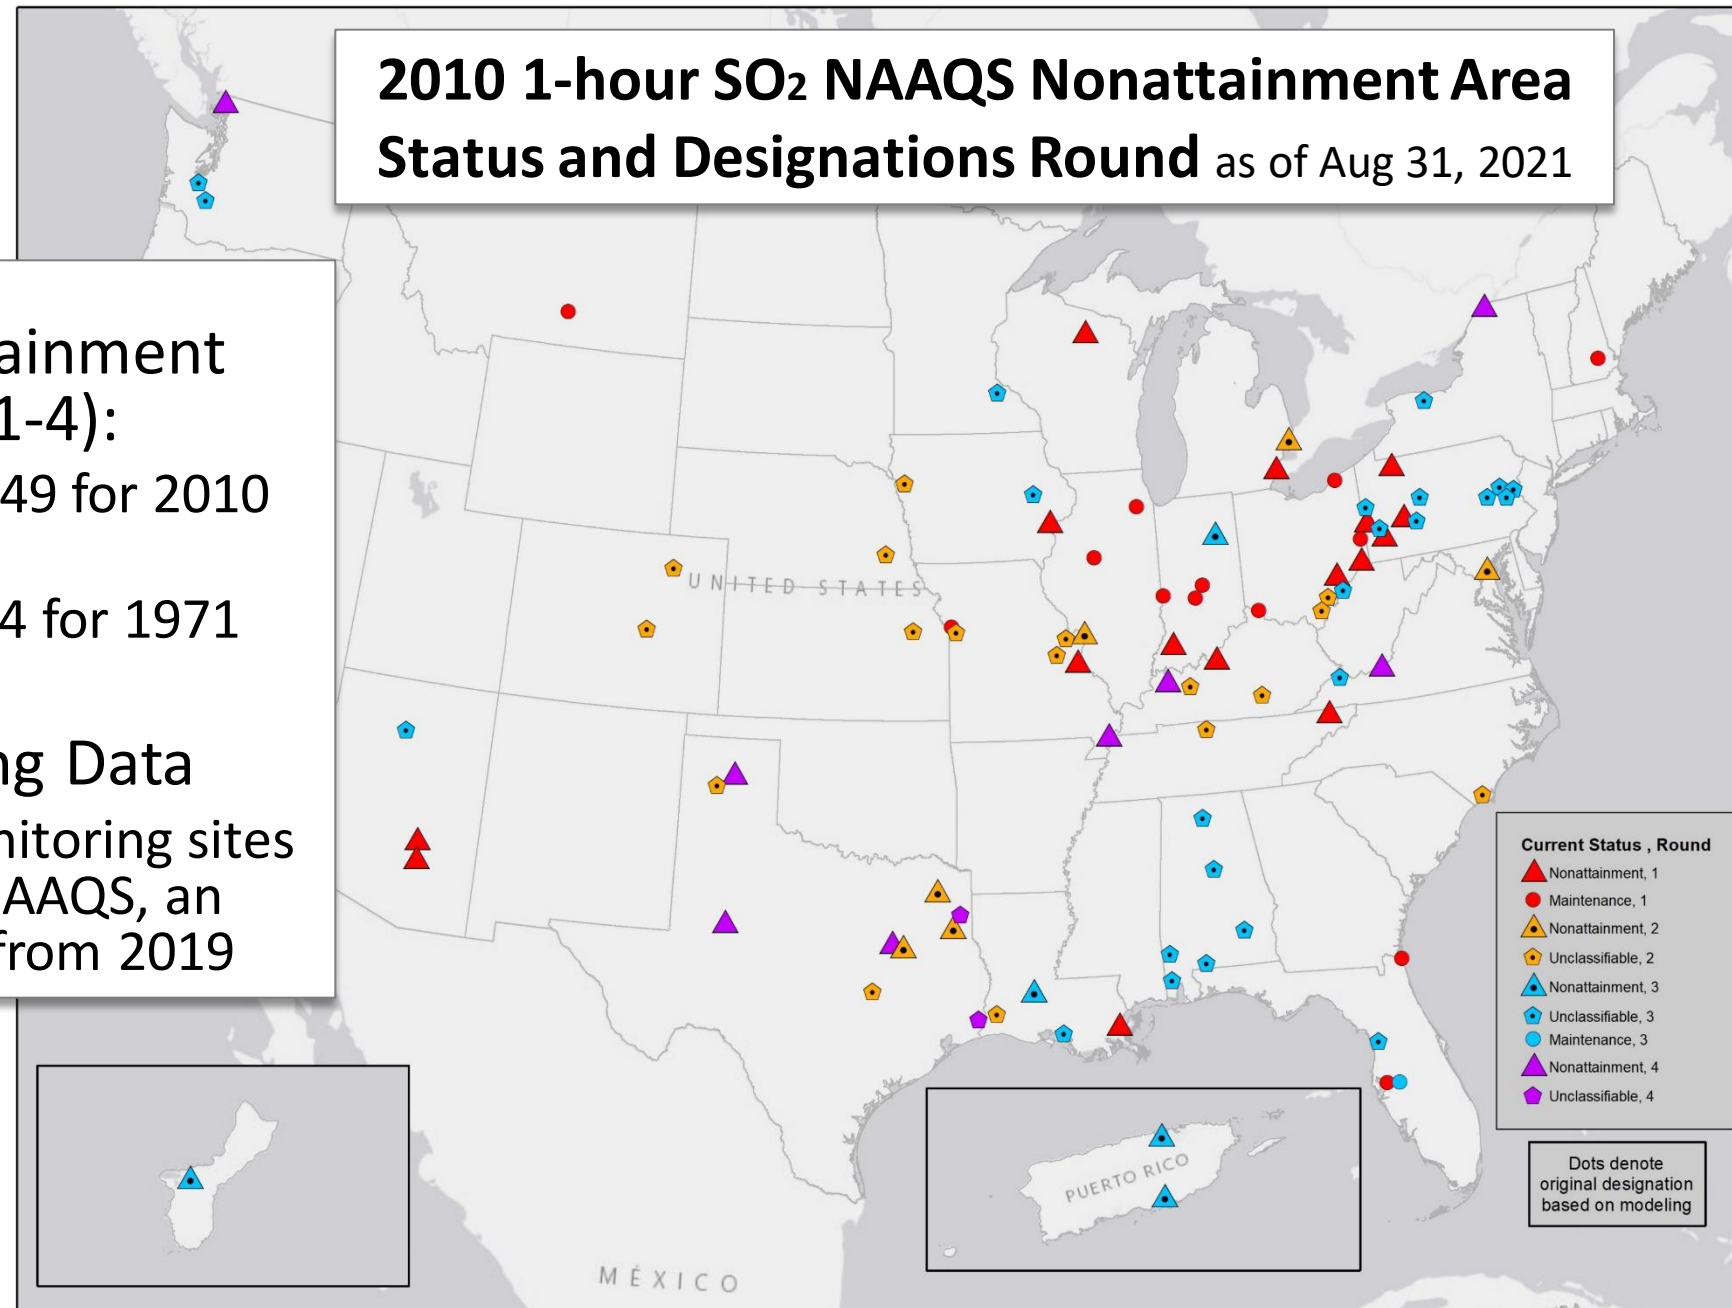 2010 1-hour SO2 NAAQS Nonattainment Area
Status and Designations Round as of Aug 31, 2021
ainment
1-4):
49 for 2010
4 for 1971
ng Data
nitoring sites
AAQS, an
from 2019
UNITED STATES
Current Status , Round
Nonattainment, 1
Maintenance, 1
Nonattainment, 2
Unclassifiable, 2
Nonattainment, 3
Unclassifiable, 3
Maintenance, 3
Nonattainment, 4
Unclassifiable, 4
PUERTO RICO
Dots denote
original designation
based on modeling
MÉXICO